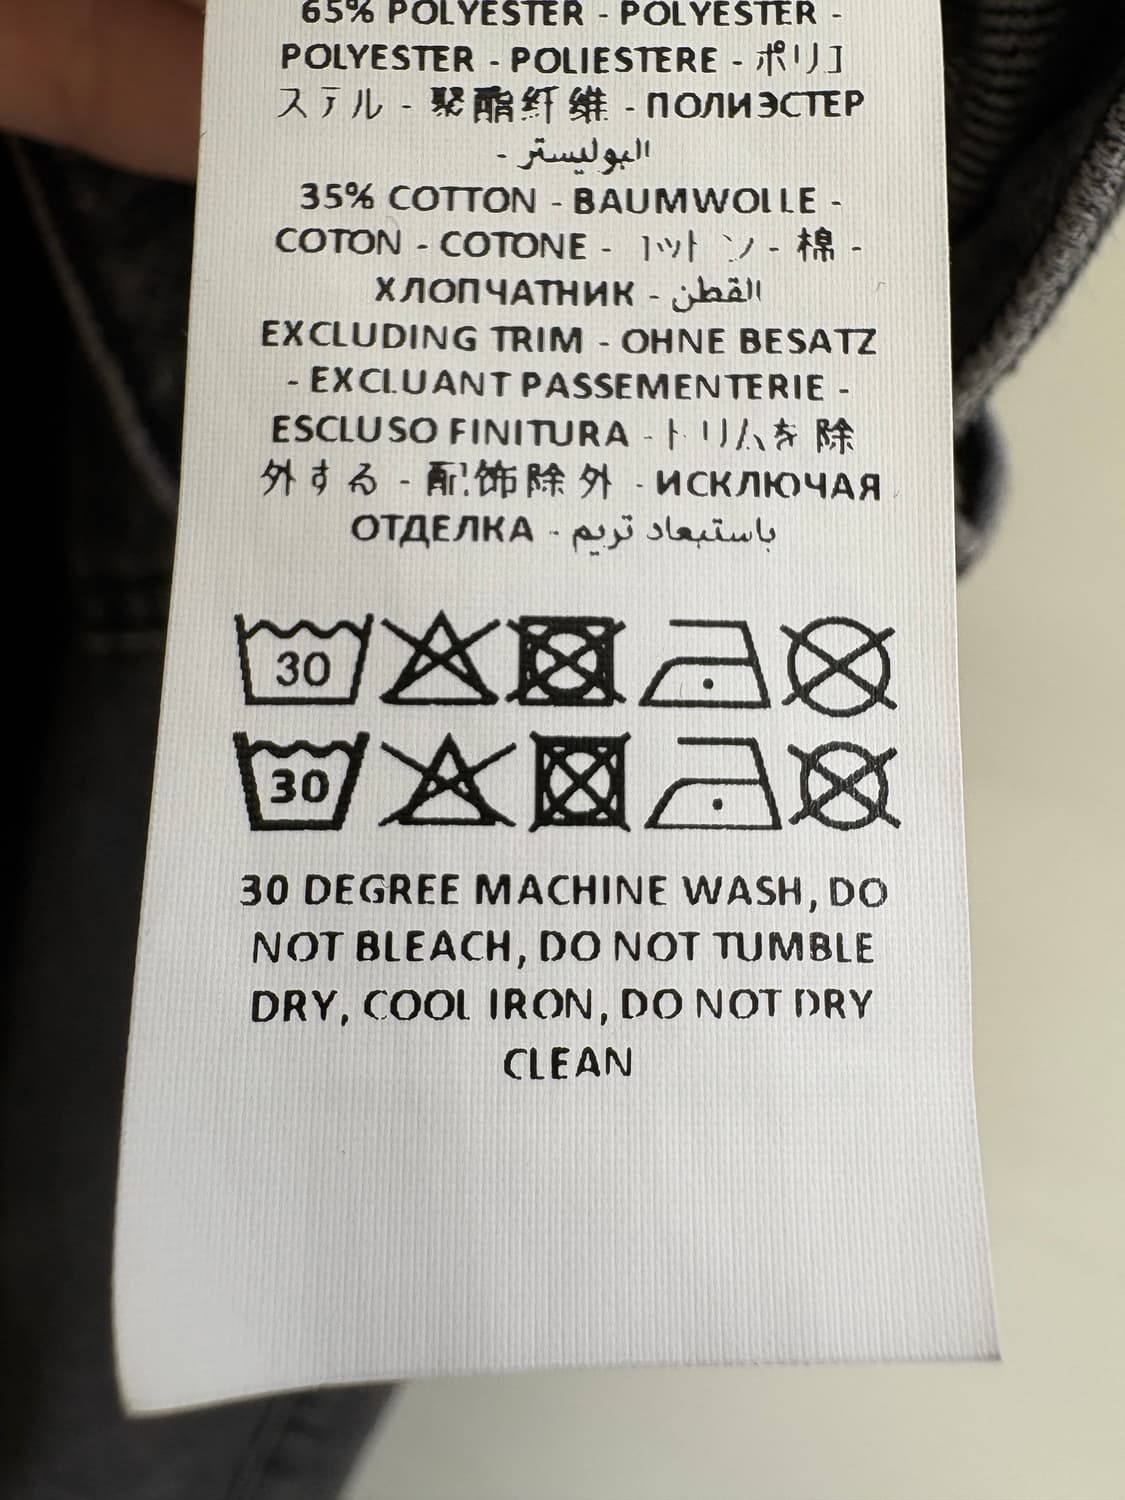 65% POLYESTER - POLYESTER -
POLYESTER - POLIESTERE - ポリエ
ステル - 聚酯纤维 - ПОЛИЭСТЕР
- البوليستر
35% COTTON - BAUMWOLLE -
COTON - COTONE - コットン - 棉 -
ХЛОПЧАТНИК - القطن
EXCLUDING TRIM - OHNE BESATZ
- EXCLUANT PASSEMENTERIE -
ESCLUSO FINITURA - トリムを除
外する - 配饰除外 - ИСКЛЮЧАЯ
ОТДЕЛКА - باستبعاد تريم
30
30
30 DEGREE MACHINE WASH, DO
NOT BLEACH, DO NOT TUMBLE
DRY, COOL IRON, DO NOT DRY
CLEAN